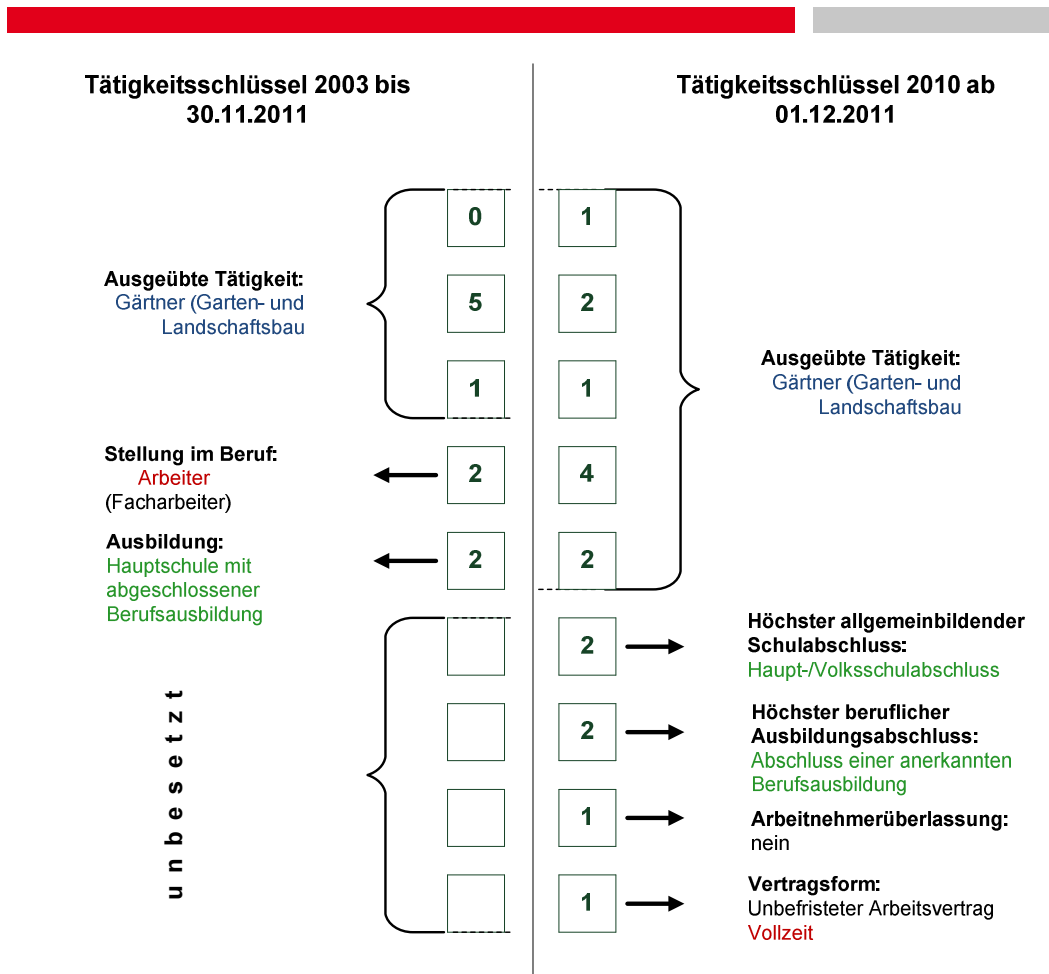 Tätigkeitsschlüssel 2003 bis
30.11.2011
Ausgeübte Tätigkeit:
Gärtner (Garten- und
Landschaftsbau
0
5
1
Stellung im Beruf:
Arbeiter
(Facharbeiter)
2
Ausbildung:
Hauptschule mit
abgeschlossener
Berufsausbildung
2
unbesetzt
Tätigkeitsschlüssel 2010 ab
01.12.2011
1
2
1
4
2
Ausgeübte Tätigkeit:
Gärtner (Garten- und
Landschaftsbau
2
Höchster allgemeinbildender
Schulabschluss:
Haupt-/Volksschulabschluss
2
Höchster beruflicher
Ausbildungsabschluss:
Abschluss einer anerkannten
Berufsausbildung
1
Arbeitnehmerüberlassung:
nein
1
Vertragsform:
Unbefristeter Arbeitsvertrag
Vollzeit